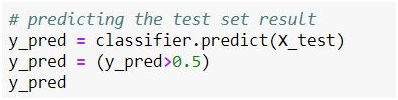 # predicting the test set result
y_pred = classifier.predict(X_test)
y_pred = (y_pred>0.5)
y_pred